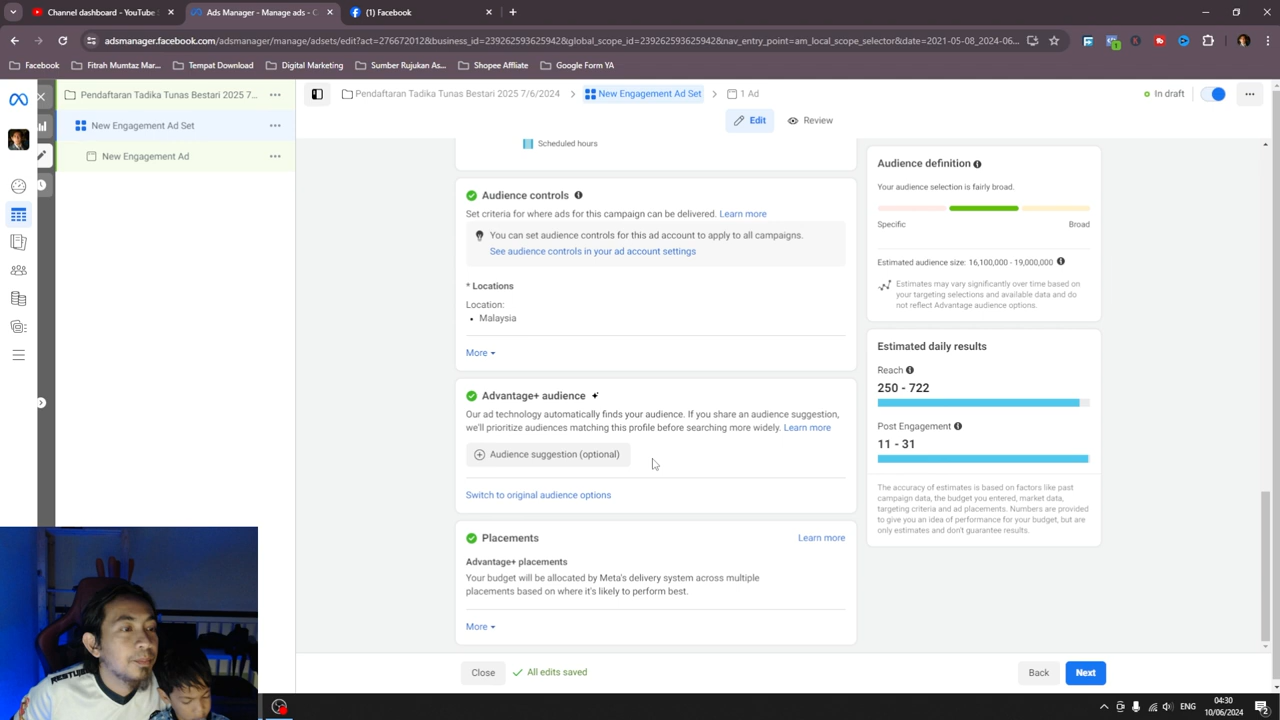 Channel dashboard - YouTube St
Ads Manager - Manage ads - C
(1) Facebook
adsmanager.facebook.com/adsmanager/manage/adsets/edit?act=276672012&business_id=239262593625942&global_scope_id=239262593625942&nav_entry_point=am_local_scope_selector&date=2021-05-08_2024-06...
Facebook
Fitrah Mumtaz Mar...
Tempat Download
Digital Marketing
Sumber Rujukan As...
Shopee Affliate
Google Form YA
Pendaftaran Tadika Tunas Bestari 2025 7...
New Engagement Ad Set
New Engagement Ad
Pendaftaran Tadika Tunas Bestari 2025 7/6/2024
New Engagement Ad Set
1 Ad
In draft
Edit
Review
Scheduled hours
Audience controls
Set criteria for where ads for this campaign can be delivered. Learn more
You can set audience controls for this ad account to apply to all campaigns.
See audience controls in your ad account settings
* Locations
Location:
• Malaysia
More
Advantage+ audience
Our ad technology automatically finds your audience. If you share an audience suggestion,
we'll prioritize audiences matching this profile before searching more widely. Learn more
Audience suggestion (optional)
Switch to original audience options
Placements
Learn more
Advantage+ placements
Your budget will be allocated by Meta's delivery system across multiple
placements based on where it's likely to perform best.
More
Audience definition
Your audience selection is fairly broad.
Specific
Broad
Estimated audience size: 16,100,000 - 19,000,000
Estimates may vary significantly over time based on
your targeting selections and available data and do
not reflect Advantage audience options.
Estimated daily results
Reach
250 - 722
Post Engagement
11 - 31
The accuracy of estimates is based on factors like past
campaign data, the budget you entered, market data,
targeting criteria and ad placements. Numbers are provided
to give you an idea of performance for your budget, but are
only estimates and don't guarantee results.
Close
All edits saved
Back
Next
ENG
04:30
10/06/2024